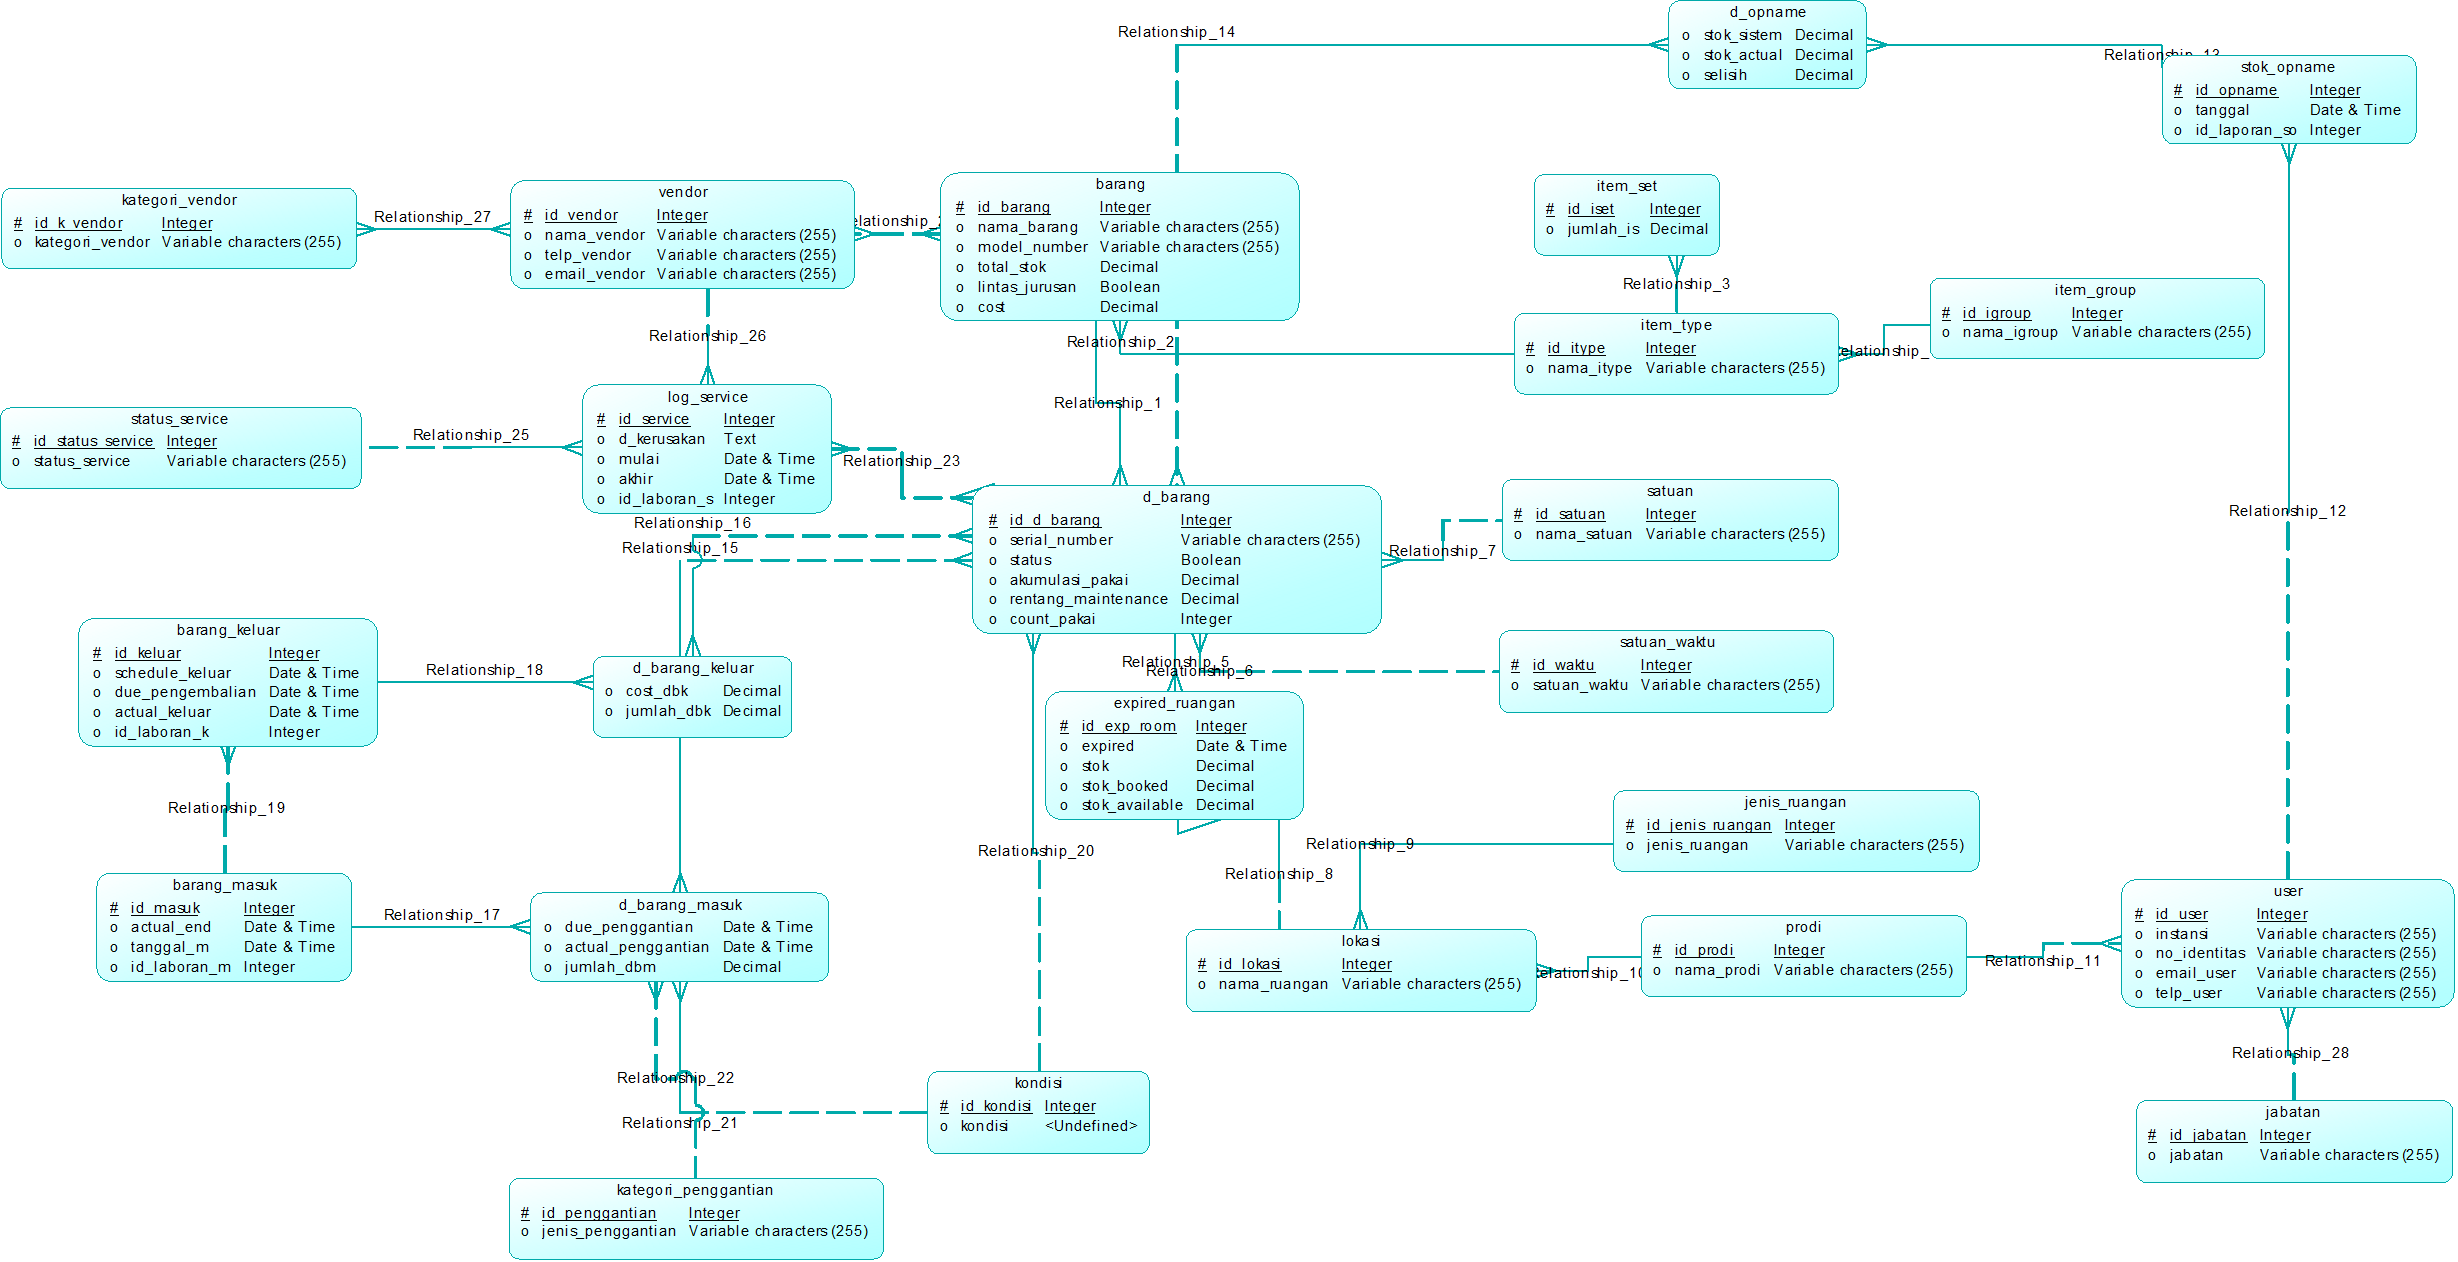 d_opname
o stok_sistem Decimal
o stok_actual Decimal
o selisih Decimal
Relationship_14
stok_opname
# id_opname Integer
o tanggal Date & Time
o id_laporan_so Integer
kategori_vendor
# id_k_vendor Integer
o kategori_vendor Variable characters (255)
Relationship_27
vendor
# id_vendor Integer
o nama_vendor Variable characters (255)
o telp_vendor Variable characters (255)
o email_vendor Variable characters (255)
barang
# id_barang Integer
o nama_barang Variable characters (255)
o model_number Variable characters (255)
o total_stok Decimal
o lintas_jurusan Boolean
o cost Decimal
item_set
# id_iset Integer
o jumlah_is Decimal
Relationship_3
item_group
# id_igroup Integer
o nama_igroup Variable characters (255)
item_type
# id_itype Integer
o nama_itype Variable characters (255)
Relationship_26
Relationship_2
Relationship_1
status_service
# id_status_service Integer
o status_service Variable characters (255)
Relationship_25
log_service
# id_service Integer
o d_kerusakan Text
o mulai Date & Time
o akhir Date & Time
o id_laboran_s Integer
Relationship_23
Relationship_16
Relationship_15
d_barang
# id_d_barang Integer
o serial_number Variable characters (255)
o status Boolean
o akumulasi_pakai Decimal
o rentang_maintenance Decimal
o count_pakai Integer
Relationship_7
satuan
# id_satuan Integer
o nama_satuan Variable characters (255)
Relationship_12
barang_keluar
# id_keluar Integer
o schedule_keluar Date & Time
o due_pengembalian Date & Time
o actual_keluar Date & Time
o id_laboran_k Integer
Relationship_18
d_barang_keluar
o cost_dbk Decimal
o jumlah_dbk Decimal
Relationship_5
Relationship_6
satuan_waktu
# id_waktu Integer
o satuan_waktu Variable characters (255)
expired_ruangan
# id_exp_room Integer
o expired Date & Time
o stok Decimal
o stok_booked Decimal
o stok_available Decimal
Relationship_19
Relationship_20
Relationship_8
Relationship_9
jenis_ruangan
# id_jenis_ruangan Integer
o jenis_ruangan Variable characters (255)
barang_masuk
# id_masuk Integer
o actual_end Date & Time
o tanggal_m Date & Time
o id_laboran_m Integer
Relationship_17
d_barang_masuk
o due_penggantian Date & Time
o actual_penggantian Date & Time
o jumlah_dbm Decimal
lokasi
# id_lokasi Integer
o nama_ruangan Variable characters (255)
prodi
# id_prodi Integer
o nama_prodi Variable characters (255)
Relationship_11
user
# id_user Integer
o instansi Variable characters (255)
o no_identitas Variable characters (255)
o email_user Variable characters (255)
o telp_user Variable characters (255)
Relationship_28
Relationship_22
Relationship_21
kondisi
# id_kondisi Integer
o kondisi <Undefined>
jabatan
# id_jabatan Integer
o jabatan Variable characters (255)
kategori_penggantian
# id_penggantian Integer
o jenis_penggantian Variable characters (255)